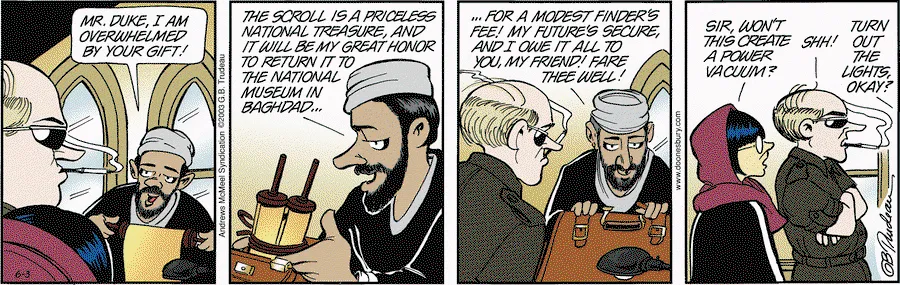 MR. DUKE, I AM
OVERWHELMED
BY YOUR GIFT!
6-3
Andrews McMeel Syndication ©2003 G.B. Trudeau
THE SCROLL IS A PRICELESS
NATIONAL TREASURE, AND
IT WILL BE MY GREAT HONOR
TO RETURN IT TO
THE NATIONAL
MUSEUM IN
BAGHDAD...
... FOR A MODEST FINDER'S
FEE! MY FUTURE'S SECURE,
AND I OWE IT ALL TO
YOU, MY FRIEND! FARE
THEE WELL!
www.doonesbury.com
SIR, WON'T
THIS CREATE
A POWER
VACUUM?
SHH!
TURN
OUT
THE
LIGHTS,
OKAY?
GBTrudeau